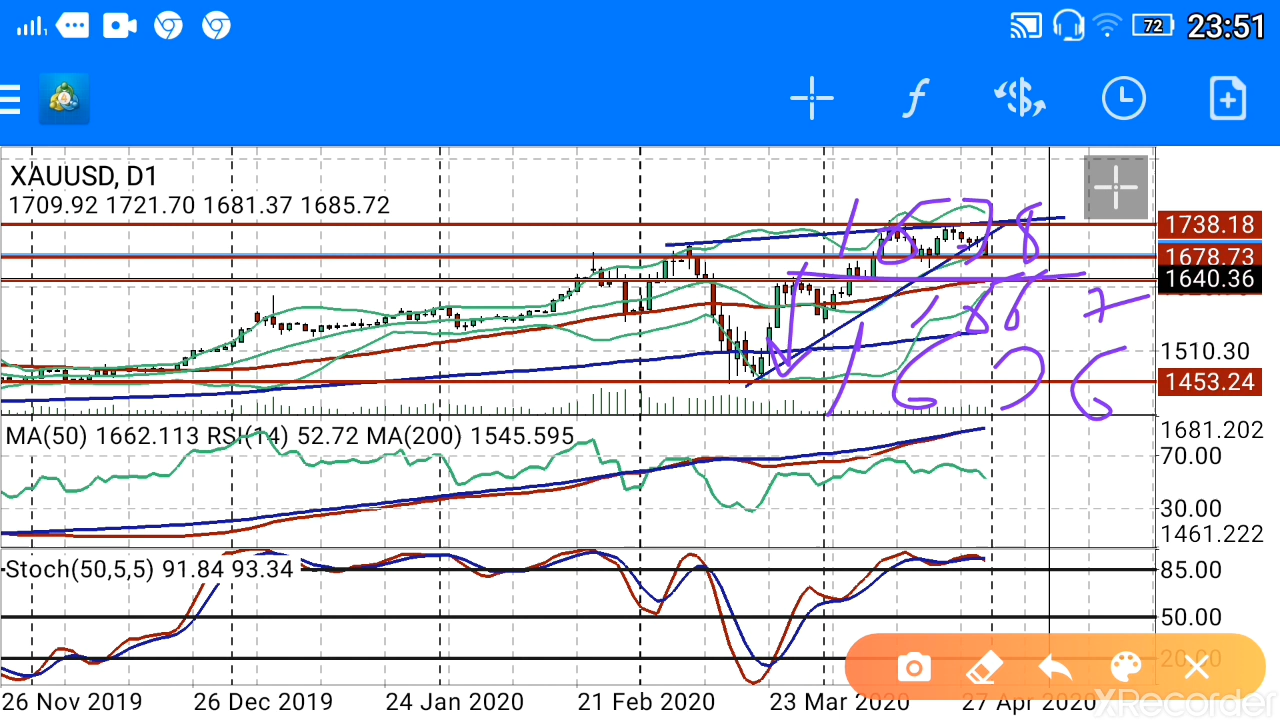 72 23:51
XAUUSD, D1
1709.92 1721.70 1681.37 1685.72
1738.18
1678.73
1640.36
1510.30
1453.24
MA(50) 1662.113 RSI(14) 52.72 MA(200) 1545.595
1681.202
70.00
30.00
1461.222
Stoch(50,5,5) 91.84 93.34
85.00
50.00
20.00
26 Nov 2019 26 Dec 2019 24 Jan 2020 21 Feb 2020 23 Mar 2020 27 Apr 2020
XRecorder